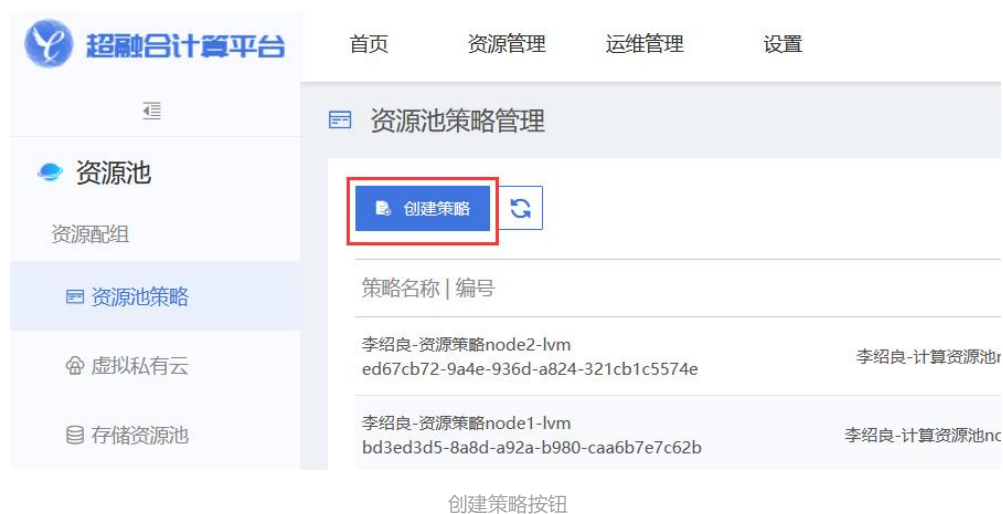 超融合计算平台
首页 资源管理 运维管理 设置
资源池策略管理
资源池
创建策略
资源配组
资源池策略
策略名称 | 编号
虚拟私有云
李绍良-资源策略node2-lvm
ed67cb72-9a4e-936d-a824-321cb1c5574e
李绍良-计算资源池
存储资源池
李绍良-资源策略node1-lvm
bd3ed3d5-8a8d-a92a-b980-caa6b7e7c62b
李绍良-计算资源池no
创建策略按钮